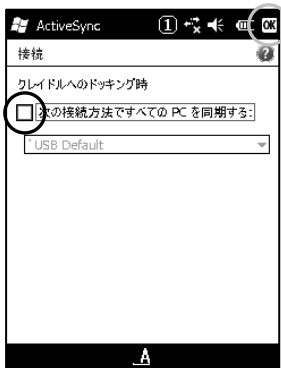 ActiveSync 1 OK
接続 ?
クレイドルへのドッキング時
次の接続方法ですべての PC を同期する:
`USB Default
A